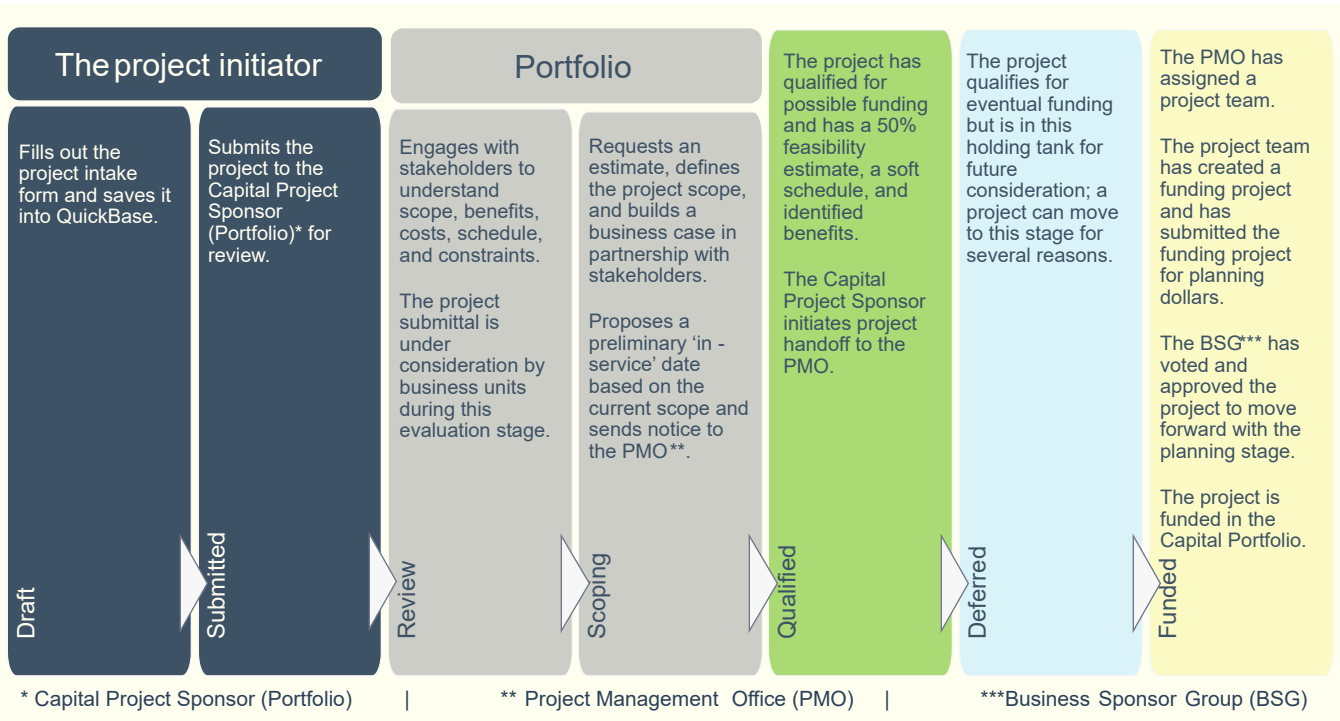 The project initiator
Fills out the
project intake
form and saves it
into QuickBase.
Draft
Submits the
project to the
Capital Project
Sponsor
(Portfolio)* for
review.
Submitted
Portfolio
Engages with
stakeholders to
understand
scope, benefits,
costs, schedule,
and constraints.
The project
submittal is
under
consideration by
business units
during this
evaluation stage.
Review
Requests an
estimate, defines
the project scope,
and builds a
business case in
partnership with
stakeholders.
Proposes a
preliminary ‘in -
service’ date
based on the
current scope and
sends notice to
the PMO**.
Scoping
The project has
qualified for
possible funding
and has a 50%
feasibility
estimate, a soft
schedule, and
identified
benefits.
The Capital
Project Sponsor
initiates project
handoff to the
PMO.
Qualified
The project
qualifies for
eventual funding
but is in this
holding tank for
future
consideration; a
project can move
to this stage for
several reasons.
Deferred
The PMO has
assigned a
project team.
The project team
has created a
funding project
and has
submitted the
funding project
for planning
dollars.
The BSG*** has
voted and
approved the
project to move
forward with the
planning stage.
The project is
funded in the
Capital Portfolio.
Funded
* Capital Project Sponsor (Portfolio) | ** Project Management Office (PMO) | ***Business Sponsor Group (BSG)